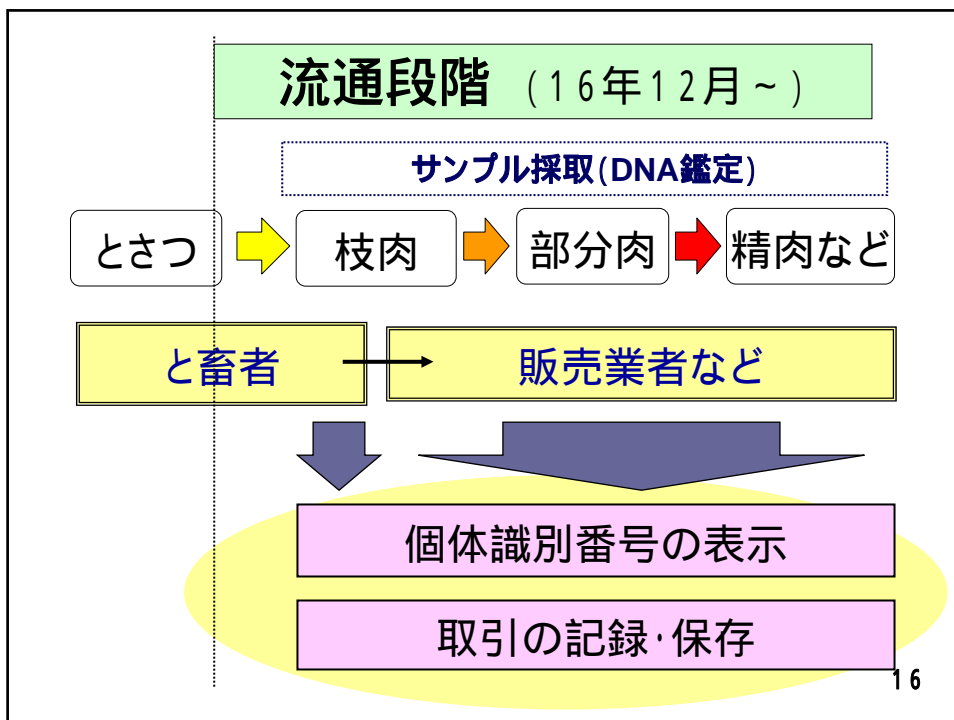 流通段階 (16年12月~)
サンプル採取(DNA鑑定)
とさつ 枝肉 部分肉 精肉など
と畜者 販売業者など
個体識別番号の表示
取引の記録・保存
16